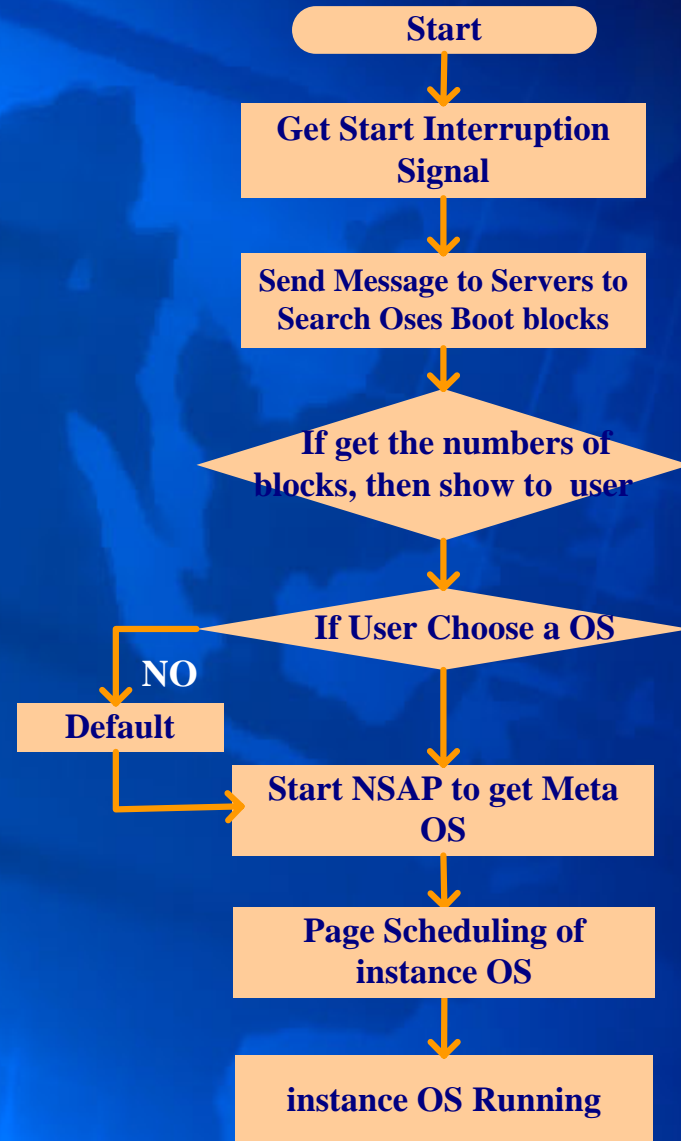 Start
Get Start Interruption
Signal
Send Message to Servers to
Search Oses Boot blocks
If get the numbers of
blocks, then show to user
If User Choose a OS
NO
Default
Start NSAP to get Meta
OS
Page Scheduling of
instance OS
instance OS Running